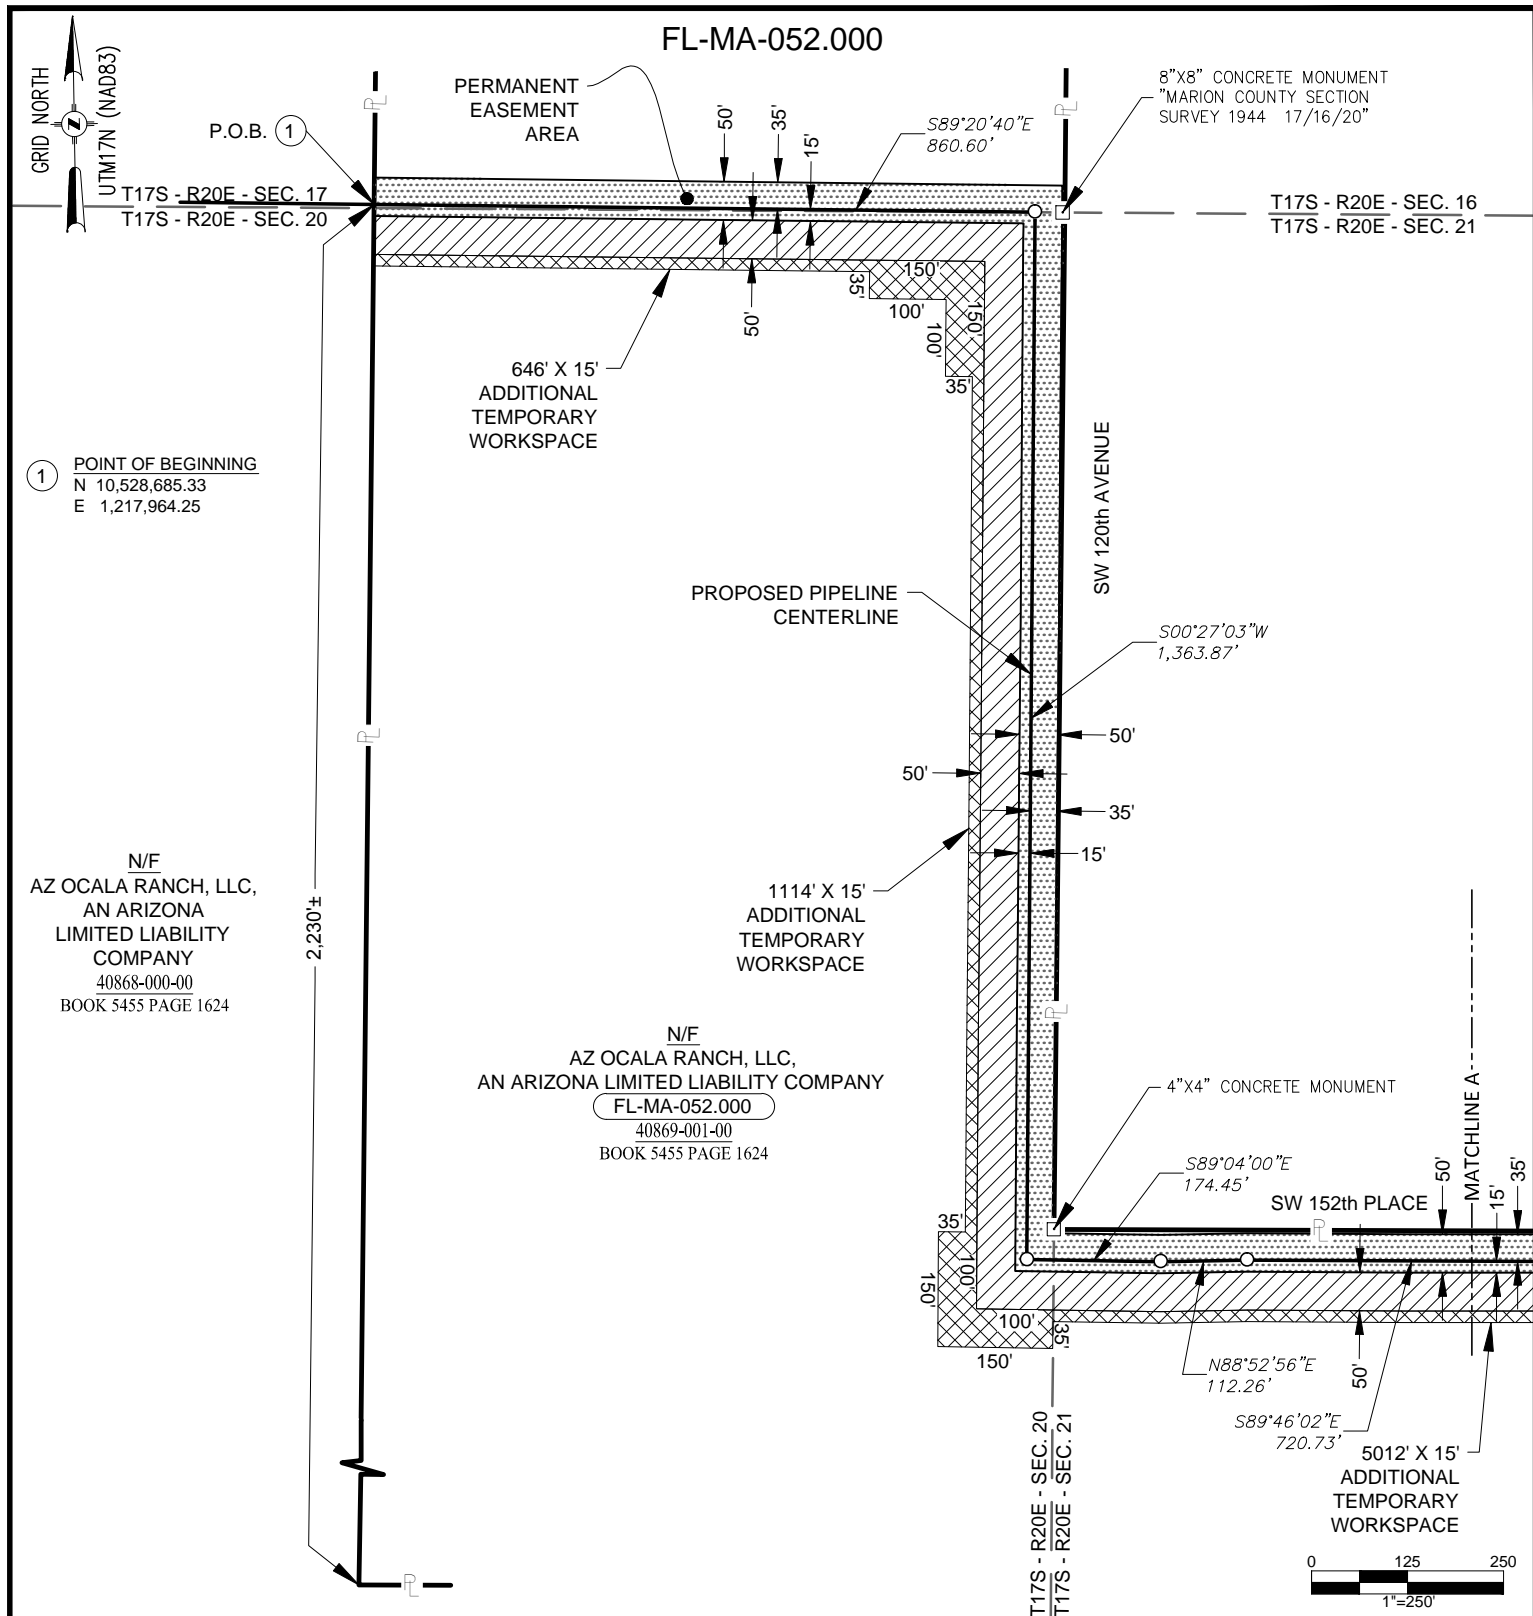 FL-MA-052.000
GRID NORTH
UTM17N (NAD83)
N
P.O.B. 1
PERMANENT
EASEMENT
AREA
50'
35'
15'
S89°20'40"E
860.60'
8"X8" CONCRETE MONUMENT
"MARION COUNTY SECTION
SURVEY 1944 17/16/20"
PL
PL
T17S - R20E - SEC. 17
T17S - R20E - SEC. 20
T17S - R20E - SEC. 16
T17S - R20E - SEC. 21
150'
35'
100'
150'
100'
35'
50'
646' X 15'
ADDITIONAL
TEMPORARY
WORKSPACE
1 POINT OF BEGINNING
N 10,528,685.33
E 1,217,964.25
SW 120th AVENUE
PROPOSED PIPELINE
CENTERLINE
S00°27'03"W
1,363.87'
PL
50'
50'
35'
15'
1114' X 15'
ADDITIONAL
TEMPORARY
WORKSPACE
N/F
AZ OCALA RANCH, LLC,
AN ARIZONA
LIMITED LIABILITY
COMPANY
40868-000-00
BOOK 5455 PAGE 1624
2,230'±
PL
N/F
AZ OCALA RANCH, LLC,
AN ARIZONA LIMITED LIABILITY COMPANY
FL-MA-052.000
40869-001-00
BOOK 5455 PAGE 1624
4"X4" CONCRETE MONUMENT
MATCHLINE A
S89°04'00"E
174.45'
SW 152th PLACE
50'
15'
35'
PL
35'
100'
150'
100'
35'
150'
50'
N88°52'56"E
112.26'
S89°46'02"E
720.73'
5012' X 15'
ADDITIONAL
TEMPORARY
WORKSPACE
T17S - R20E - SEC. 20
T17S - R20E - SEC. 21
PL
0 125 250
1"=250'